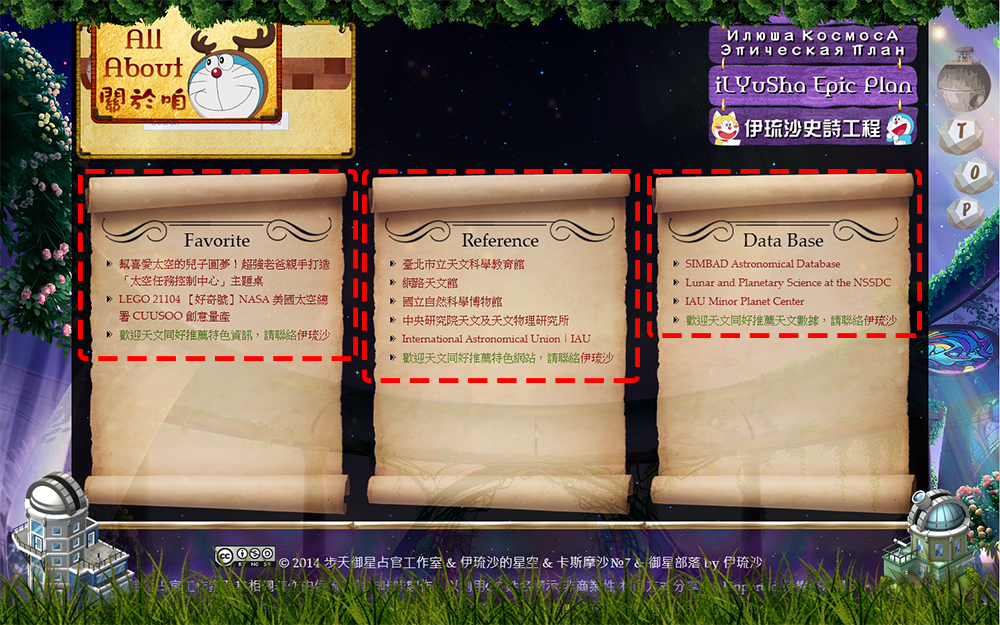 All
About
關於咱
Илюша КосмосА
Эпическая План
iLYuSha Epic Plan
伊琉沙史詩工程
T
O
P
Favorite
幫喜愛太空的兒子圓夢！超強老爸親手打造
「太空任務控制中心」主題桌
LEGO 21104 【好奇號】NASA 美國太空總
署 CUUSOO 創意量產
歡迎天文同好推薦特色資訊，請聯絡伊琉沙
Reference
臺北市立天文科學教育館
網路天文館
國立自然科學博物館
中央研究院天文及天文物理研究所
International Astronomical Union | IAU
歡迎天文同好推薦特色網站，請聯絡伊琉沙
Data Base
SIMBAD Astronomical Database
Lunar and Planetary Science at the NSSDC
IAU Minor Planet Center
歡迎天文同好推薦天文數據，請聯絡伊琉沙
cc BY NC SA
© 2014 步天御星占官工作室 & 伊琉沙的星空 & 卡斯摩沙№7 & 御星部落 by 伊琉沙